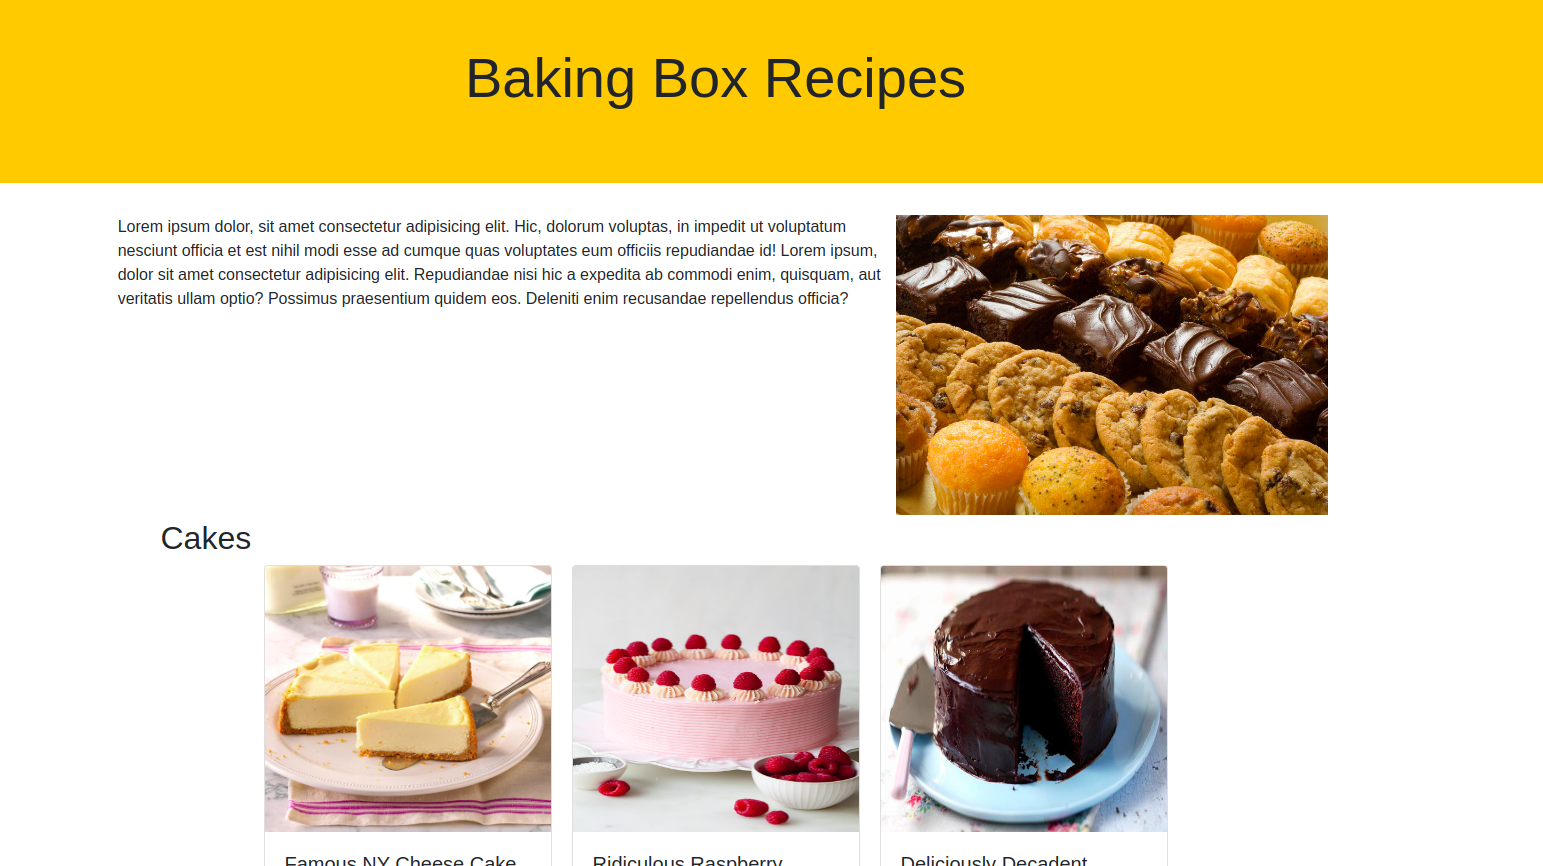 Baking Box Recipes
Lorem ipsum dolor, sit amet consectetur adipisicing elit. Hic, dolorum voluptas, in impedit ut voluptatum
nesciunt officia et est nihil modi esse ad cumque quas voluptates eum officiis repudiandae id! Lorem ipsum,
dolor sit amet consectetur adipisicing elit. Repudiandae nisi hic a expedita ab commodi enim, quisquam, aut
veritatis ullam optio? Possimus praesentium quidem eos. Deleniti enim recusandae repellendus officia?
Cakes
Famous NY Cheese Cake
Ridiculous Raspberry
Deliciously Decadent